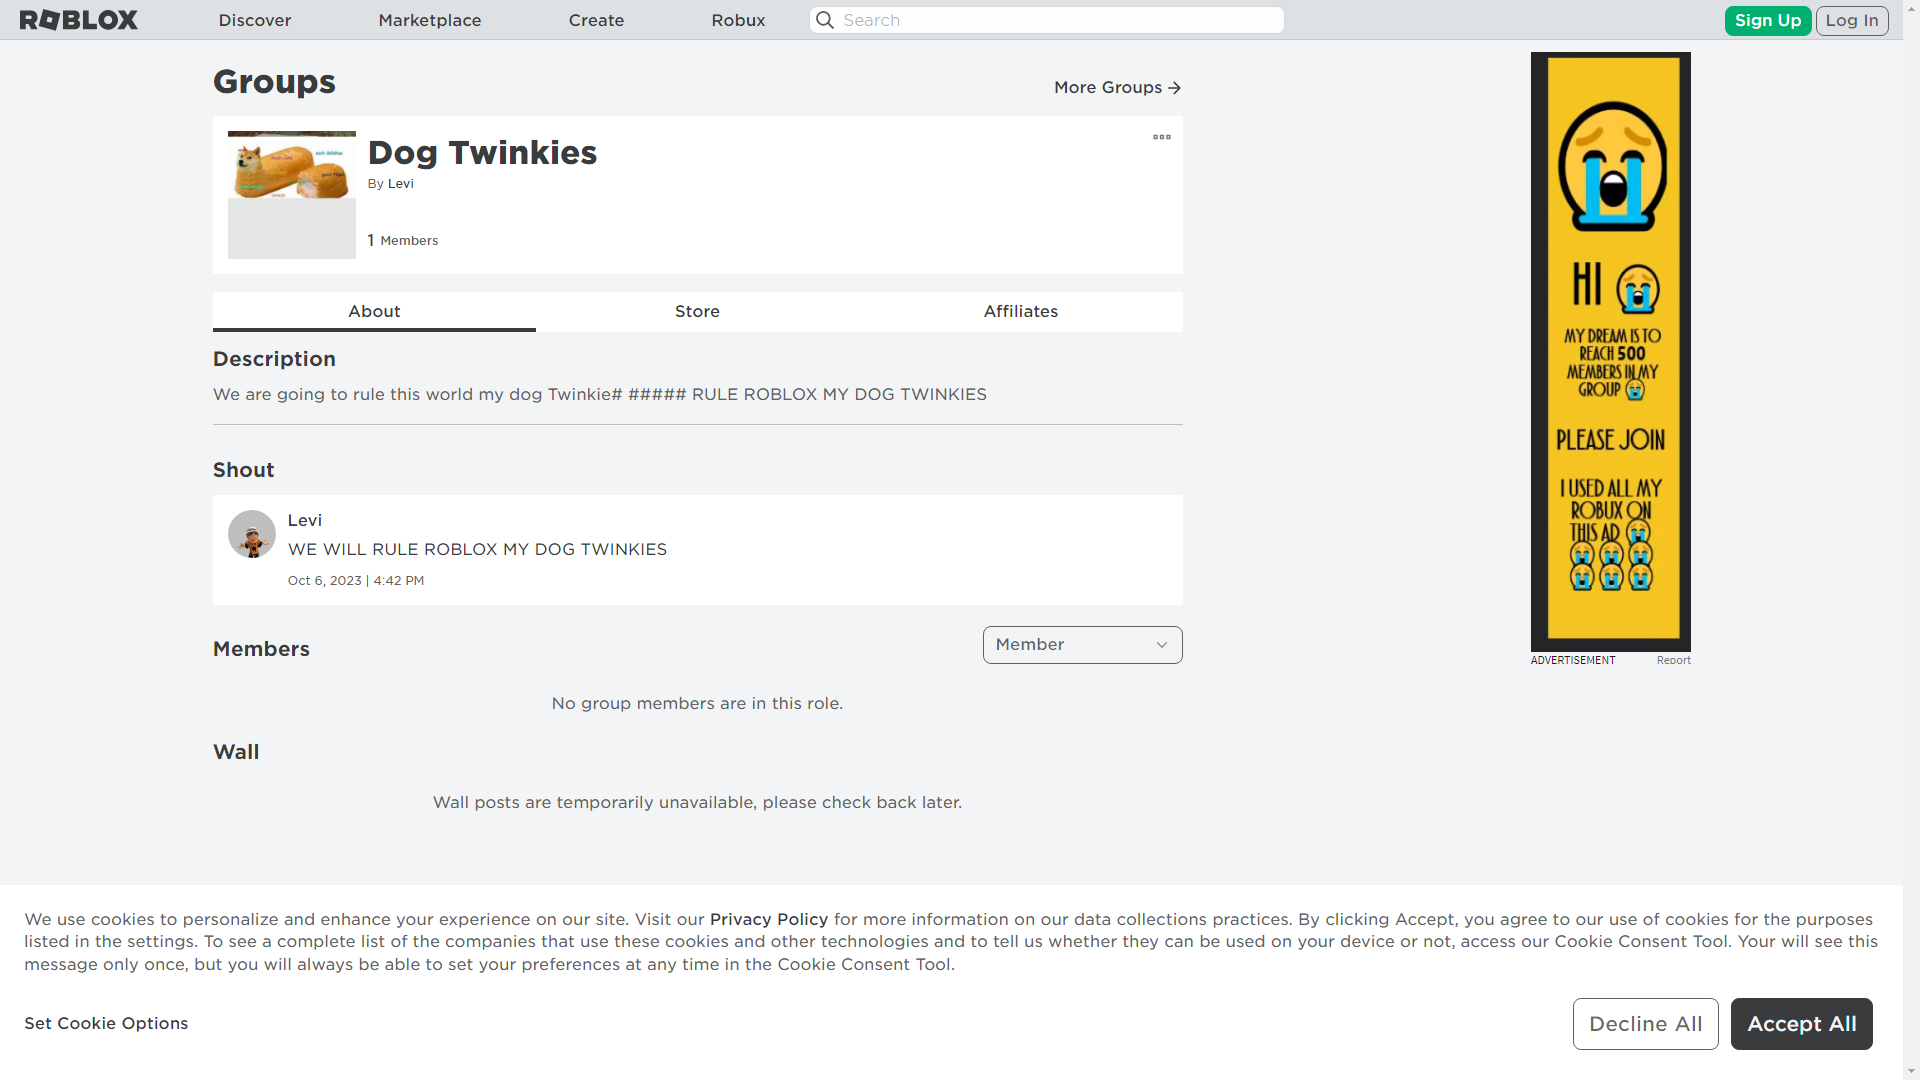 ROBLOX
Discover
Marketplace
Create
Robux
Search
Sign Up
Log In
Groups
More Groups
Dog Twinkies
By Levi
1 Members
About
Store
Affiliates
Description
We are going to rule this world my dog Twinkie# ##### RULE ROBLOX MY DOG TWINKIES
Shout
Levi
WE WILL RULE ROBLOX MY DOG TWINKIES
Oct 6, 2023 | 4:42 PM
Members
Member
No group members are in this role.
Wall
Wall posts are temporarily unavailable, please check back later.
HI
MY DREAM IS TO
REACH 500
MEMBERS IN MY
GROUP
PLEASE JOIN
I USED ALL MY
ROBUX ON
THIS AD
ADVERTISEMENT
Report
We use cookies to personalize and enhance your experience on our site. Visit our Privacy Policy for more information on our data collections practices. By clicking Accept, you agree to our use of cookies for the purposes
listed in the settings. To see a complete list of the companies that use these cookies and other technologies and to tell us whether they can be used on your device or not, access our Cookie Consent Tool. Your will see this
message only once, but you will always be able to set your preferences at any time in the Cookie Consent Tool.
Set Cookie Options
Decline All
Accept All